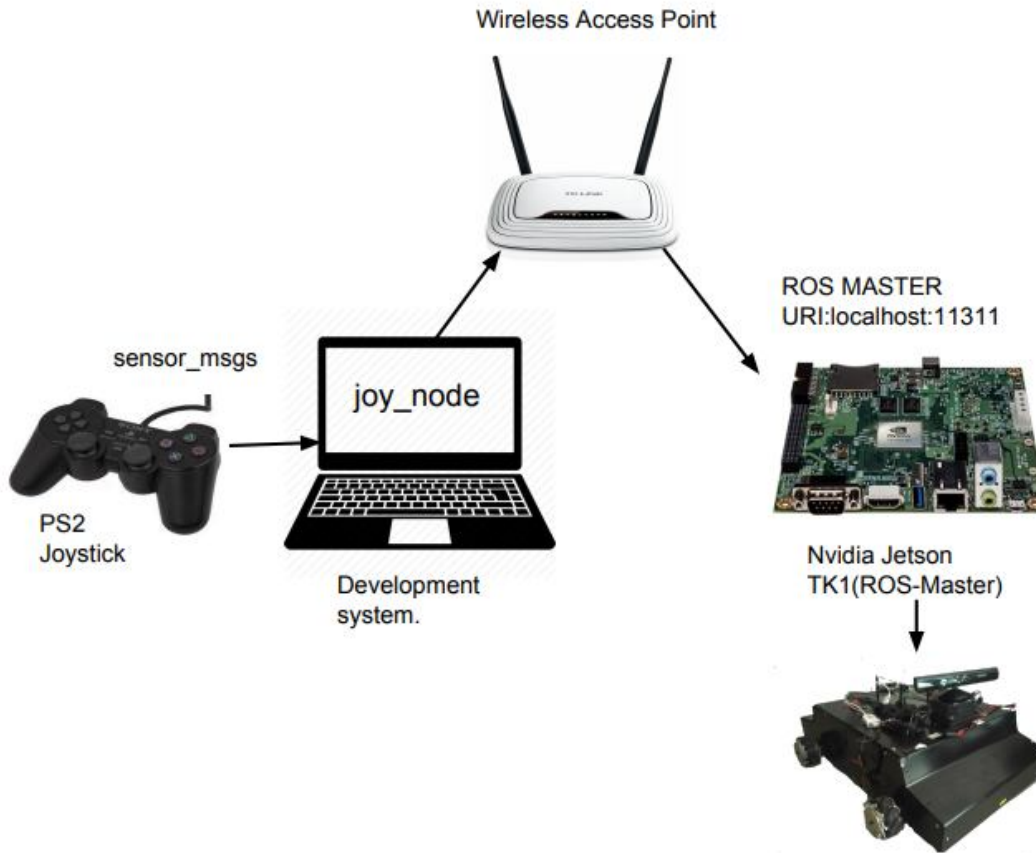 Wireless Access Point
ROS MASTER
URI:localhost:11311
sensor_msgs
joy_node
PS2
Joystick
Development
system.
Nvidia Jetson
TK1(ROS-Master)